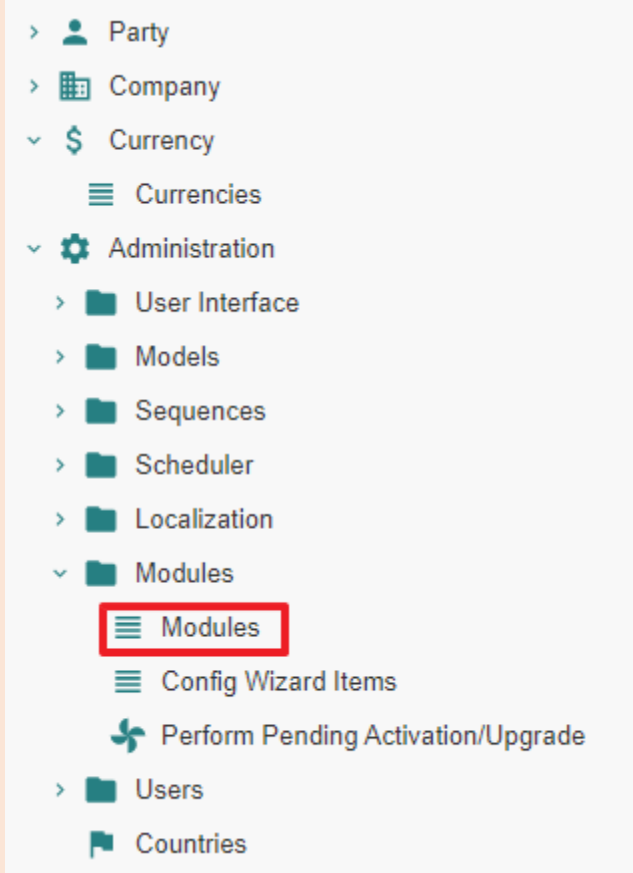 Party
Company
Currency
Currencies
Administration
User Interface
Models
Sequences
Scheduler
Localization
Modules
Modules
Config Wizard Items
Perform Pending Activation/Upgrade
Users
Countries